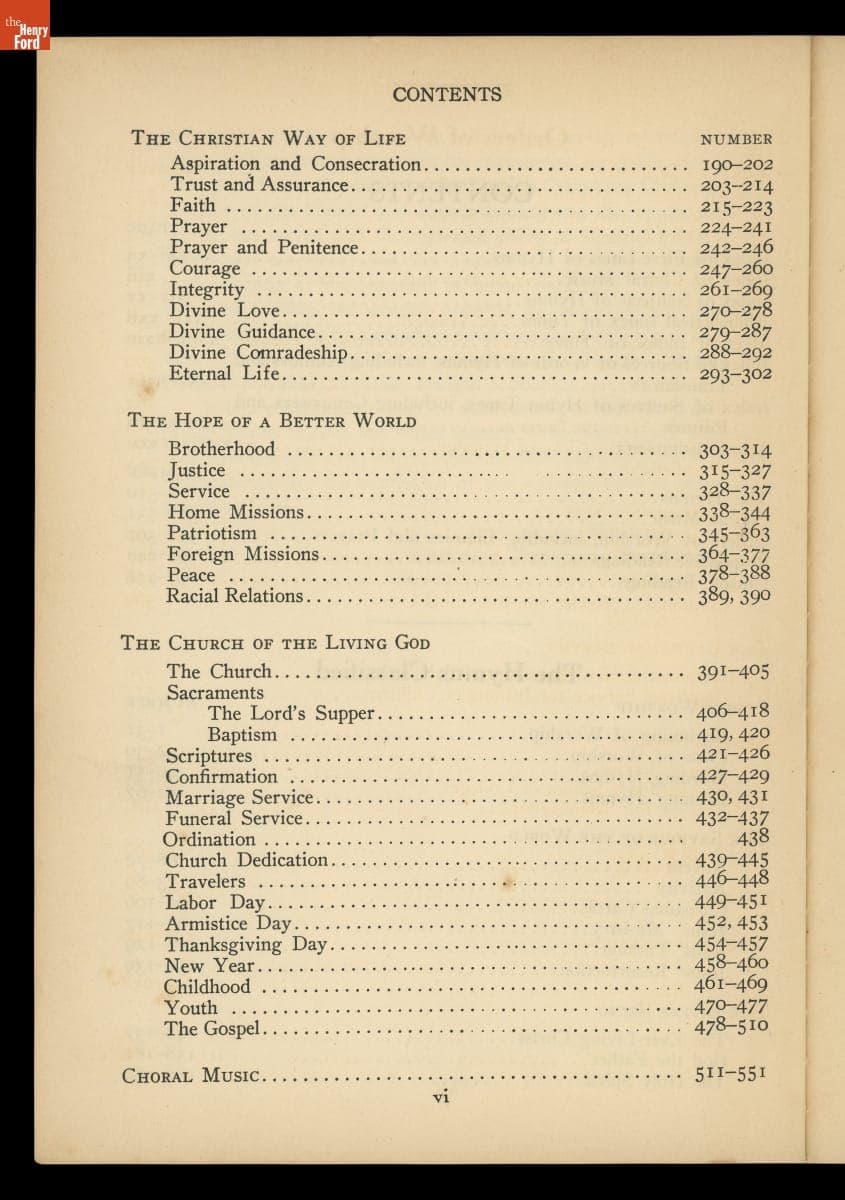 the
Henry
Ford
CONTENTS
THE CHRISTIAN WAY OF LIFE NUMBER
Aspiration and Consecration 190–202
Trust and Assurance 203–214
Faith 215–223
Prayer 224–241
Prayer and Penitence 242–246
Courage 247–260
Integrity 261–269
Divine Love 270–278
Divine Guidance 279–287
Divine Comradeship 288–292
Eternal Life 293–302
THE HOPE OF A BETTER WORLD
Brotherhood 303–314
Justice 315–327
Service 328–337
Home Missions 338–344
Patriotism 345–363
Foreign Missions 364–377
Peace 378–388
Racial Relations 389, 390
THE CHURCH OF THE LIVING GOD
The Church 391–405
Sacraments
The Lord's Supper 406–418
Baptism 419, 420
Scriptures 421–426
Confirmation 427–429
Marriage Service 430, 431
Funeral Service 432–437
Ordination 438
Church Dedication 439–445
Travelers 446–448
Labor Day 449–451
Armistice Day 452, 453
Thanksgiving Day 454–457
New Year 458–460
Childhood 461–469
Youth 470–477
The Gospel 478–510
CHORAL MUSIC 511–551
vi